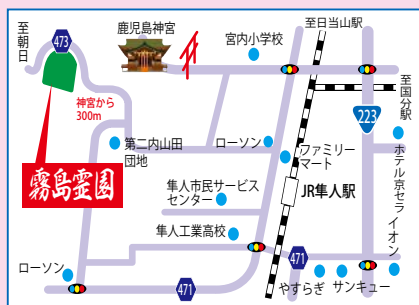 至日当山駅
鹿児島神宮
宮内小学校
至朝日
473
神宮から
300m
至国分駅
223
第二内山田
団地
ローソン
ファミリー
マート
霧島霊園
ホテル京セラ
隼人市民サービス
センター
JR隼人駅
隼人工業高校
イオン
471
ローソン
471
やすらぎ
サンキュー